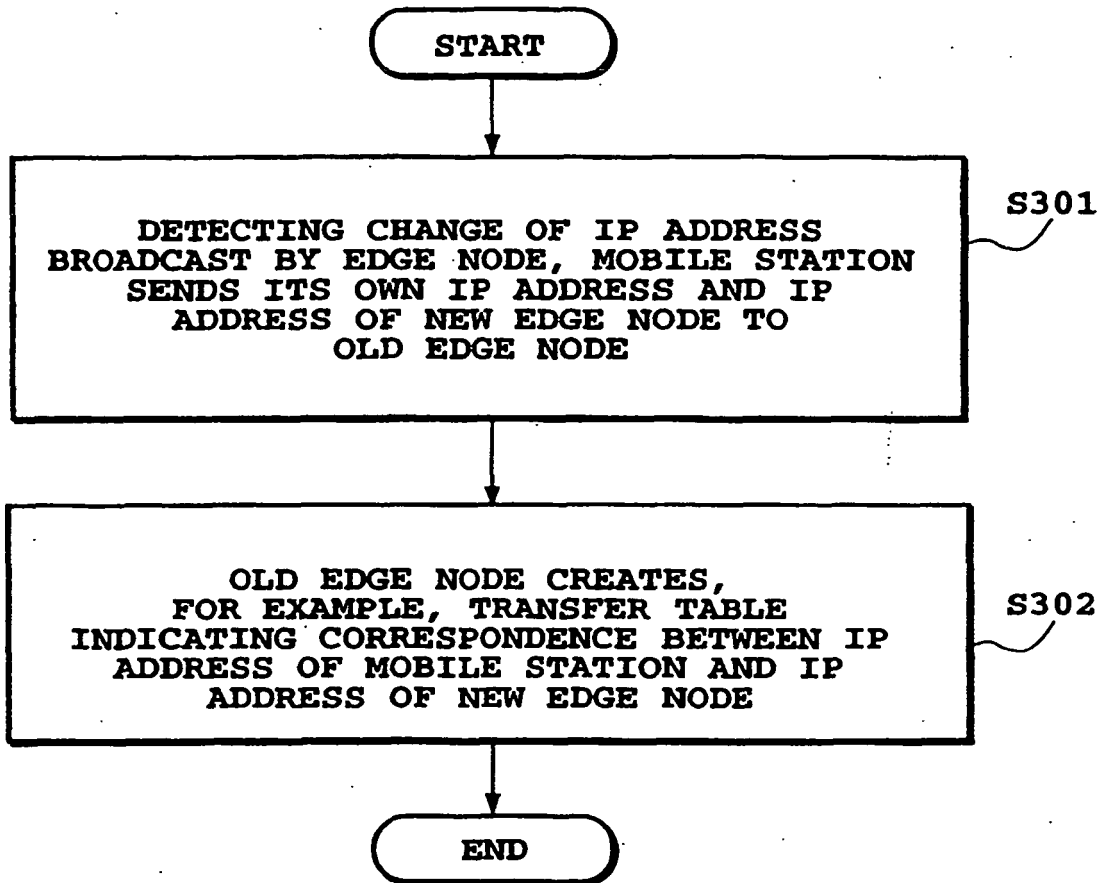 START
S301
DETECTING CHANGE OF IP ADDRESS
BROADCAST BY EDGE NODE, MOBILE STATION
SENDS ITS OWN IP ADDRESS AND IP
ADDRESS OF NEW EDGE NODE TO
OLD EDGE NODE
S302
OLD EDGE NODE CREATES,
FOR EXAMPLE, TRANSFER TABLE
INDICATING CORRESPONDENCE BETWEEN IP
ADDRESS OF MOBILE STATION AND IP
ADDRESS OF NEW EDGE NODE
END